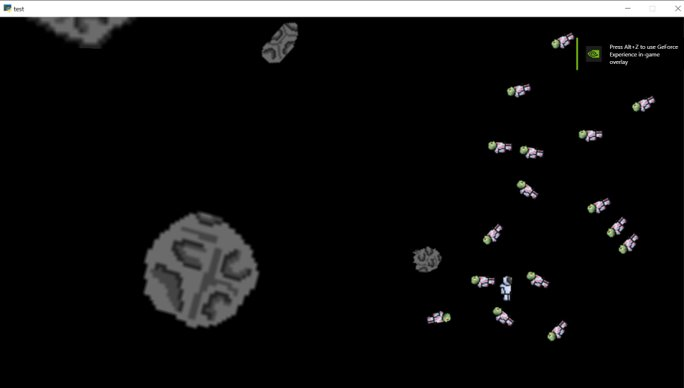 test
Press Alt+Z to use GeForce
Experience in-game
overlay